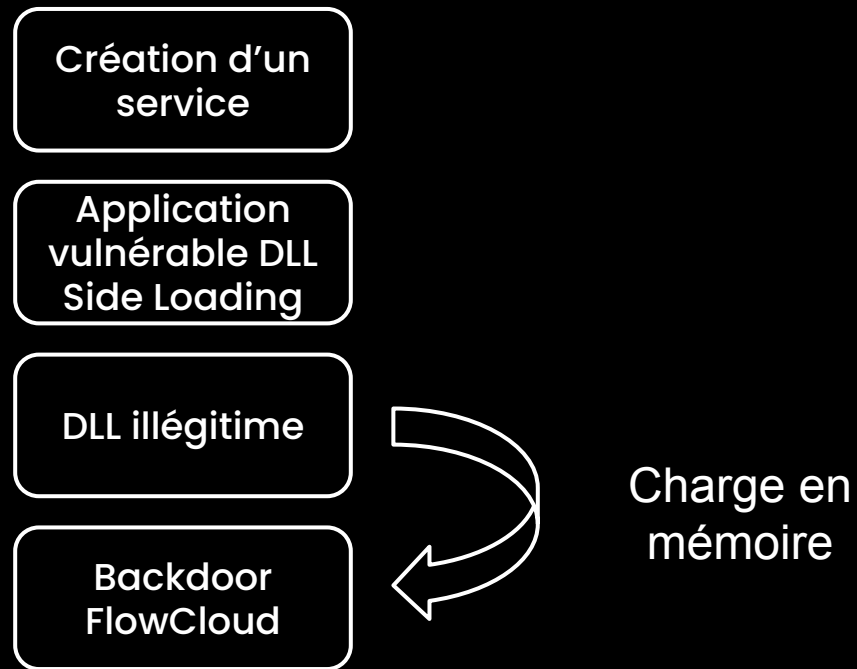 Création d’un
service
Application
vulnérable DLL
Side Loading
DLL illégitime
Charge en
mémoire
Backdoor
FlowCloud